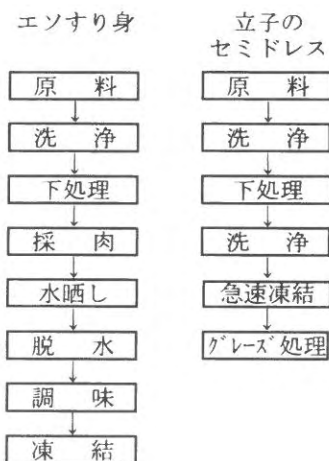 エソすり身
原料
洗浄
下処理
採肉
水晒し
脱水
調味
凍結
立子の
セミドレス
原料
洗浄
下処理
洗浄
急速凍結
グレーズ処理